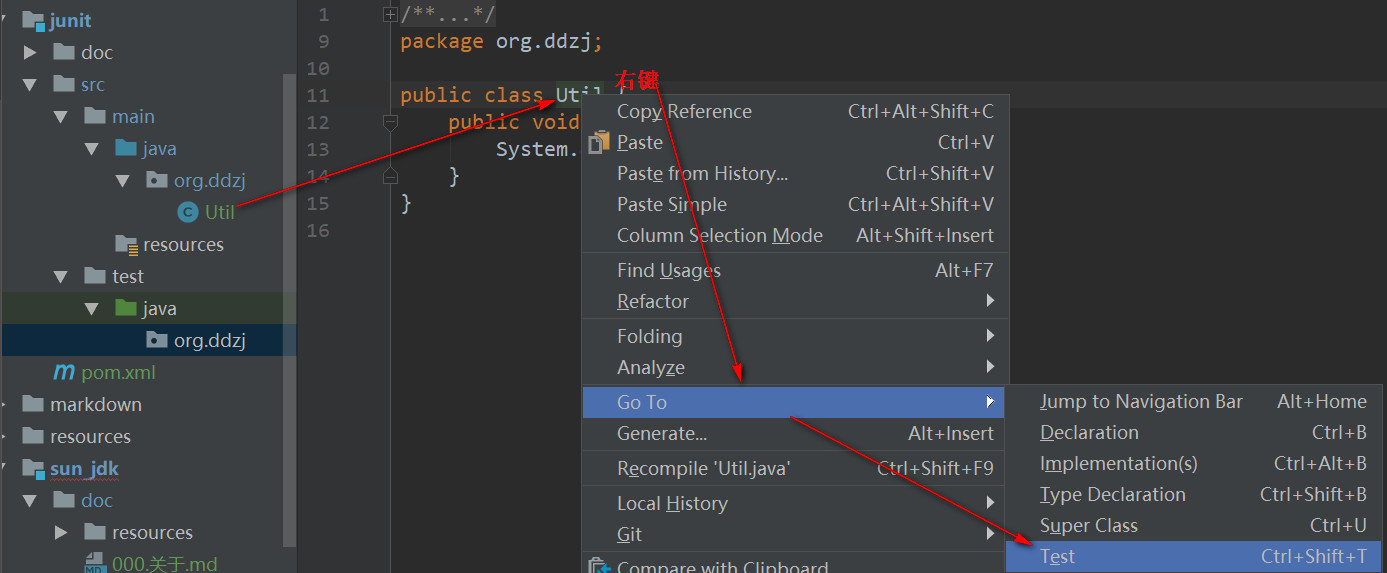 junit
doc
src
main
java
org.ddzj
Util
resources
test
java
org.ddzj
pom.xml
markdown
resources
sun_jdk
doc
resources
000.关于.md
1 /**...*/
9 package org.ddzj;
10
11 public class Util {
12 public void
13 System.
14 }
15 }
16
右键
Copy Reference Ctrl+Alt+Shift+C
Paste Ctrl+V
Paste from History... Ctrl+Shift+V
Paste Simple Ctrl+Alt+Shift+V
Column Selection Mode Alt+Shift+Insert
Find Usages Alt+F7
Refactor
Folding
Analyze
Go To
Generate... Alt+Insert
Recompile 'Util.java' Ctrl+Shift+F9
Local History
Git
Compare with Clipboard
Jump to Navigation Bar Alt+Home
Declaration Ctrl+B
Implementation(s) Ctrl+Alt+B
Type Declaration Ctrl+Shift+B
Super Class Ctrl+U
Test Ctrl+Shift+T